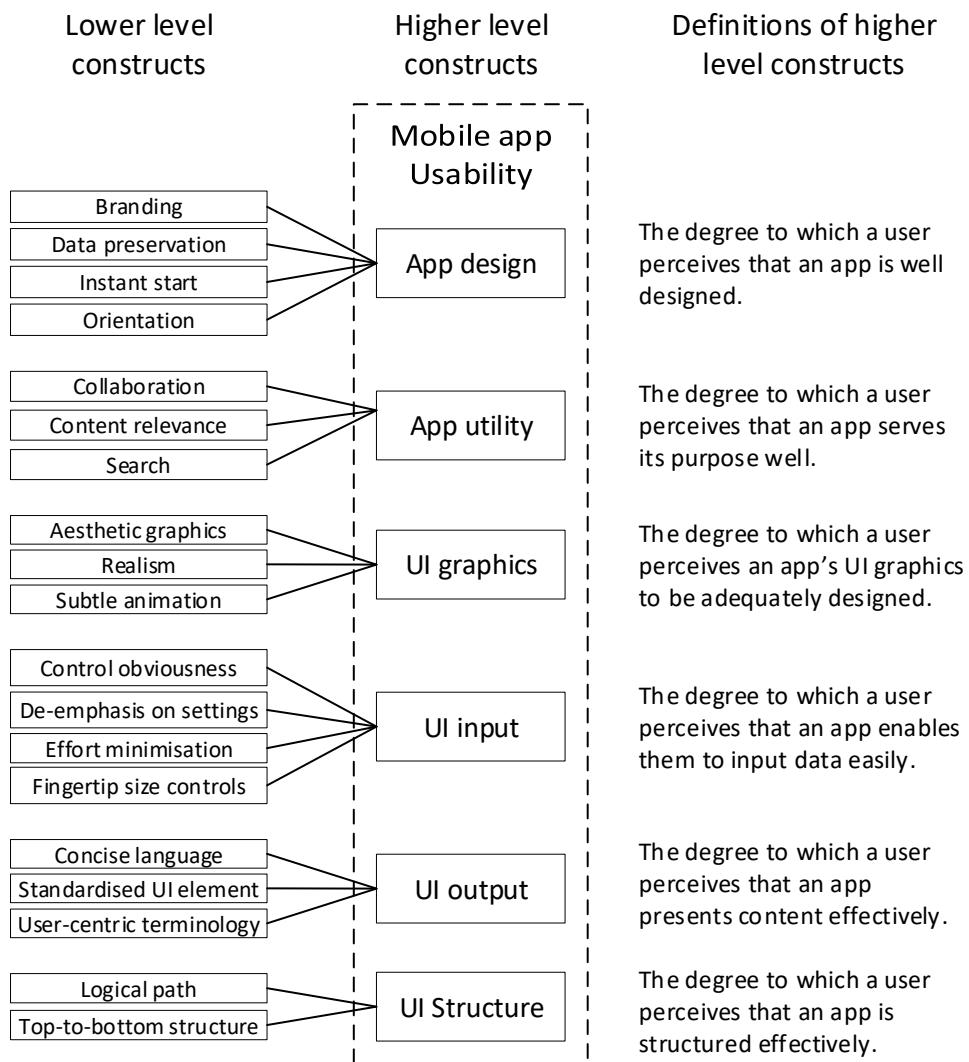 Lower level
constructs
Higher level
constructs
Definitions of higher
level constructs
Mobile app
Usability
Branding
Data preservation
Instant start
Orientation
App design
The degree to which a user
perceives that an app is well
designed.
Collaboration
Content relevance
Search
App utility
The degree to which a user
perceives that an app serves
its purpose well.
Aesthetic graphics
Realism
Subtle animation
UI graphics
The degree to which a user
perceives an app’s UI graphics
to be adequately designed.
Control obviousness
De-emphasis on settings
Effort minimisation
Fingertip size controls
UI input
The degree to which a user
perceives that an app enables
them to input data easily.
Concise language
Standardised UI element
User-centric terminology
UI output
The degree to which a user
perceives that an app
presents content effectively.
Logical path
Top-to-bottom structure
UI Structure
The degree to which a user
perceives that an app is
structured effectively.